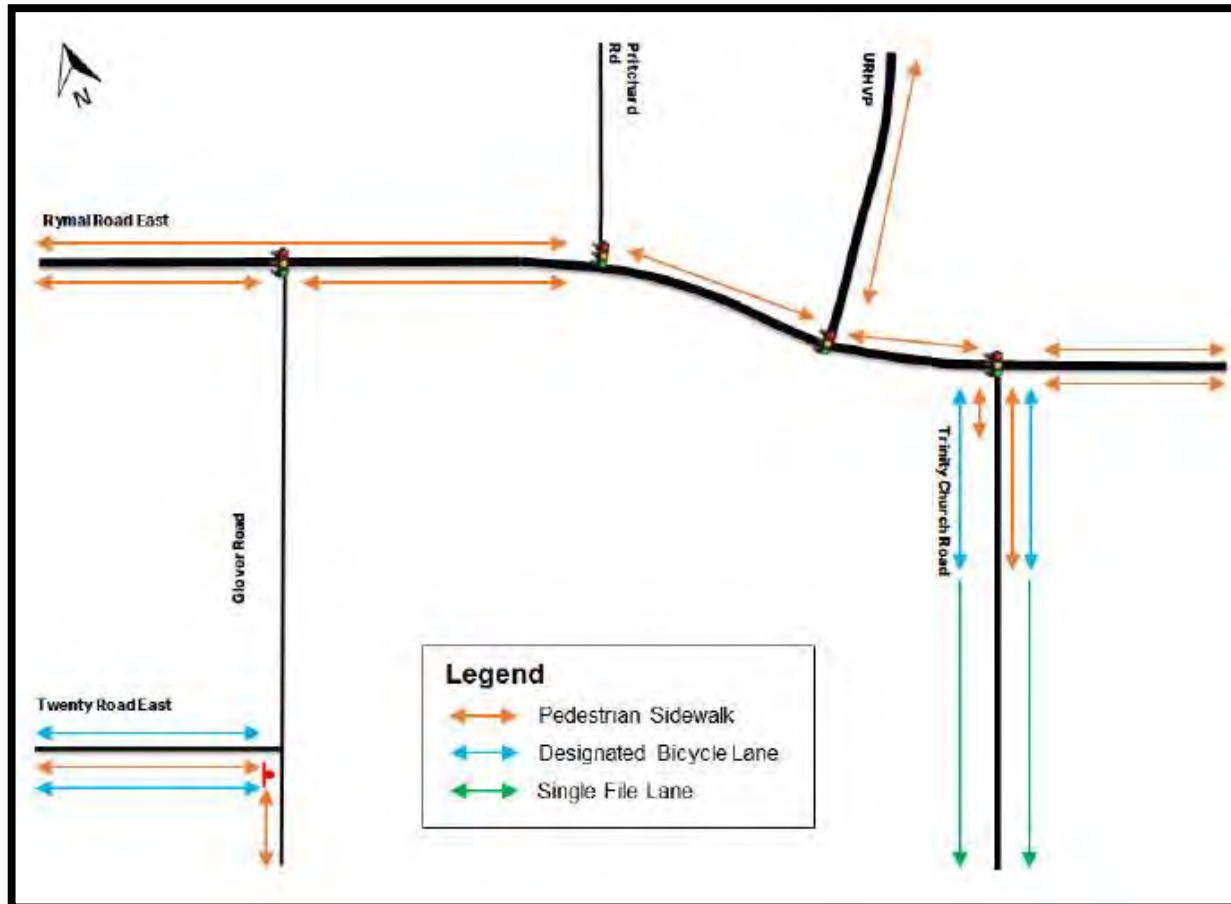 N
Pritchard
Rd
URHVP
Rymal Road East
Glover Road
Trinity Church Road
Twenty Road East
Legend
Pedestrian Sidewalk
Designated Bicycle Lane
Single File Lane